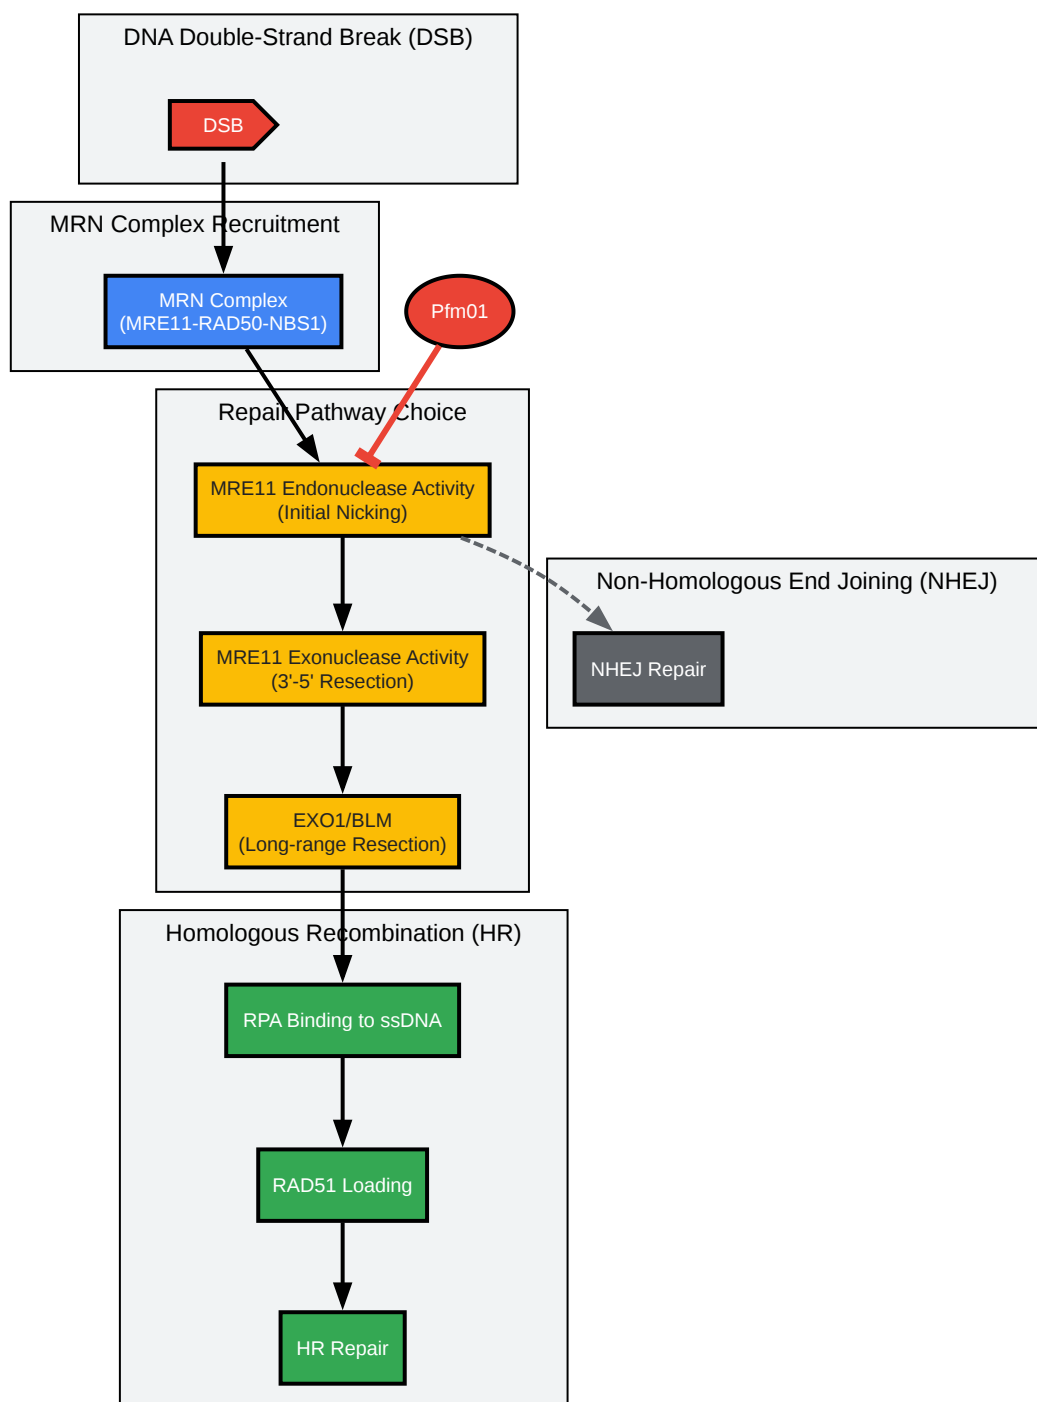 DNA Double-Strand Break (DSB)
DSB
MRN Complex Recruitment
MRN Complex
(MRE11-RAD50-NBS1)
Pfm01
Repair Pathway Choice
MRE11 Endonuclease Activity
(Initial Nicking)
Non-Homologous End Joining (NHEJ)
MRE11 Exonuclease Activity
(3'-5' Resection)
NHEJ Repair
EXO1/BLM
(Long-range Resection)
Homologous Recombination (HR)
RPA Binding to ssDNA
RAD51 Loading
HR Repair